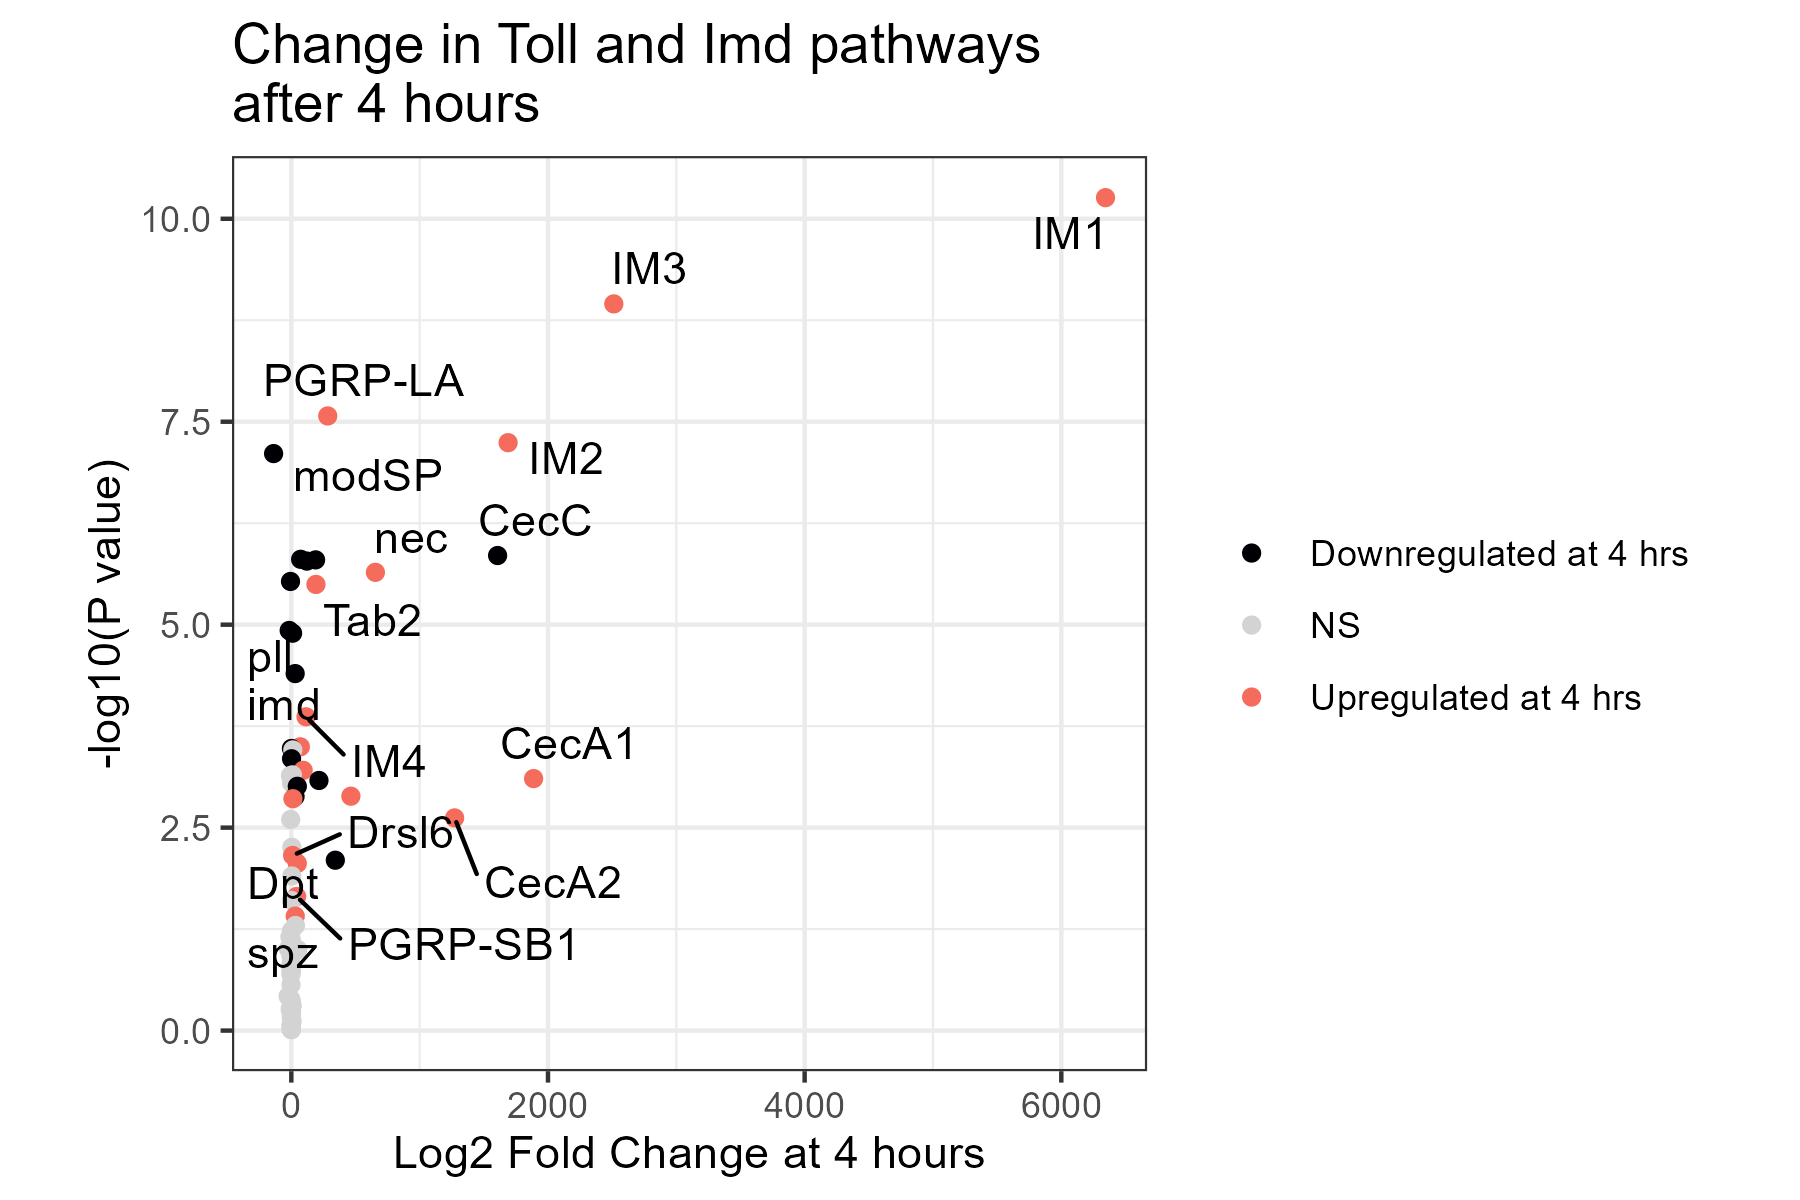 Change in Toll and Imd pathways
after 4 hours
10.0
7.5
5.0
2.5
0.0
-log10(P value)
IM1
IM3
PGRP-LA
IM2
modSP
CecC
nec
Tab2
pll
imd
CecA1
IM4
Drsl6
Dpt
CecA2
PGRP-SB1
spz
Downregulated at 4 hrs
NS
Upregulated at 4 hrs
0
2000
4000
6000
Log2 Fold Change at 4 hours